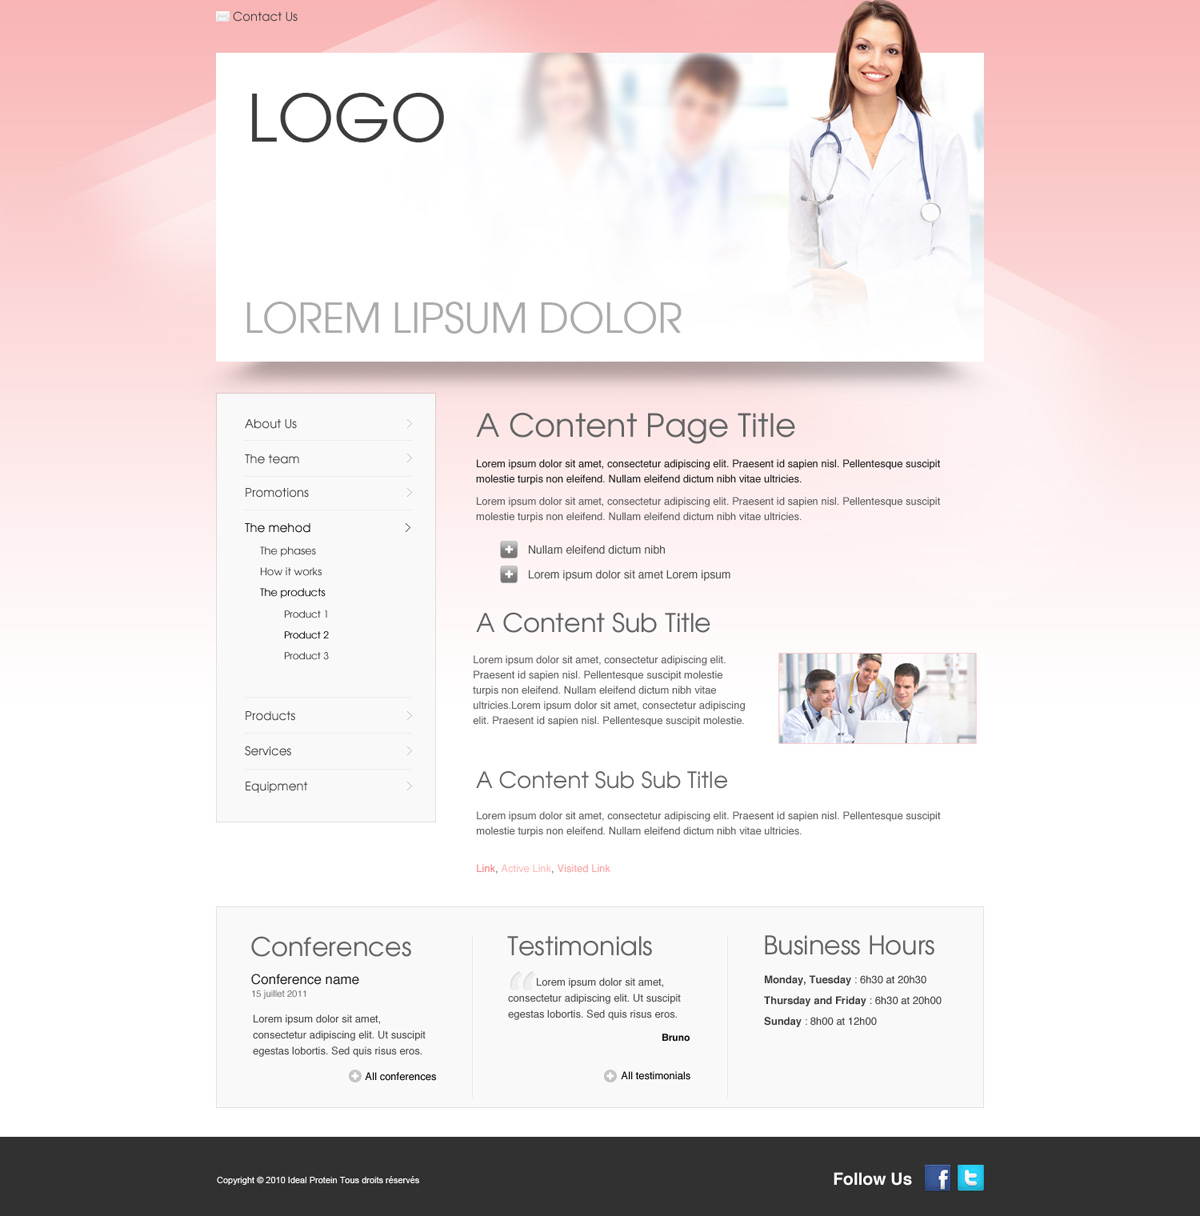 Contact Us
LOGO
LOREM LIPSUM DOLOR
About Us
The team
Promotions
The mehod
The phases
How it works
The products
Product 1
Product 2
Product 3
Products
Services
Equipment
A Content Page Title
Lorem ipsum dolor sit amet, consectetur adipiscing elit. Praesent id sapien nisl. Pellentesque suscipit
molestie turpis non eleifend. Nullam eleifend dictum nibh vitae ultricies.
Lorem ipsum dolor sit amet, consectetur adipiscing elit. Praesent id sapien nisl. Pellentesque suscipit
molestie turpis non eleifend. Nullam eleifend dictum nibh vitae ultricies.
Nullam eleifend dictum nibh
Lorem ipsum dolor sit amet Lorem ipsum
A Content Sub Title
Lorem ipsum dolor sit amet, consectetur adipiscing elit.
Praesent id sapien nisl. Pellentesque suscipit molestie
turpis non eleifend. Nullam eleifend dictum nibh vitae
ultricies.Lorem ipsum dolor sit amet, consectetur adipiscing
elit. Praesent id sapien nisl. Pellentesque suscipit molestie.
A Content Sub Sub Title
Lorem ipsum dolor sit amet, consectetur adipiscing elit. Praesent id sapien nisl. Pellentesque suscipit
molestie turpis non eleifend. Nullam eleifend dictum nibh vitae ultricies.
Link, Active Link, Visited Link
Conferences
Conference name
15 juillet 2011
Lorem ipsum dolor sit amet,
consectetur adipiscing elit. Ut suscipit
egestas lobortis. Sed quis risus eros.
All conferences
Testimonials
Lorem ipsum dolor sit amet,
consectetur adipiscing elit. Ut suscipit
egestas lobortis. Sed quis risus eros.
Bruno
All testimonials
Business Hours
Monday, Tuesday : 6h30 at 20h30
Thursday and Friday : 6h30 at 20h00
Sunday : 8h00 at 12h00
Copyright © 2010 Ideal Protein Tous droits réservés
Follow Us